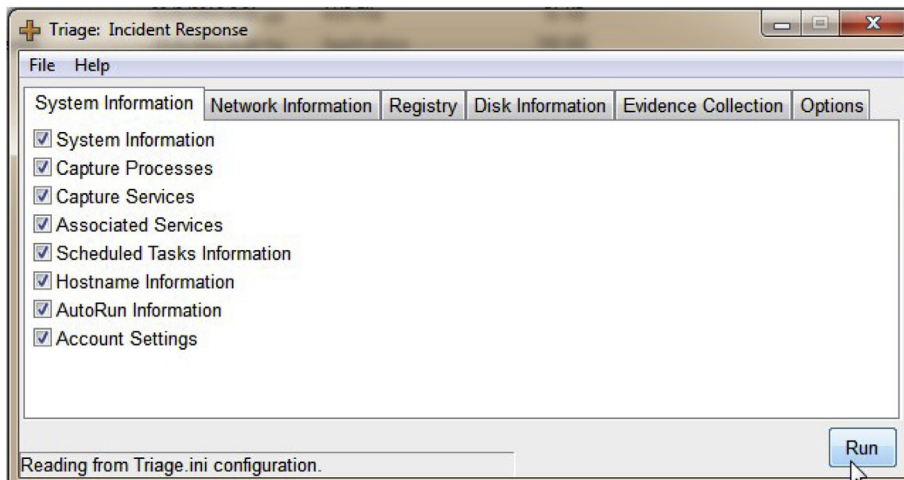 Triage: Incident Response
File Help
System Information Network Information Registry Disk Information Evidence Collection Options
System Information
Capture Processes
Capture Services
Associated Services
Scheduled Tasks Information
Hostname Information
AutoRun Information
Account Settings
Run
Reading from Triage.ini configuration.